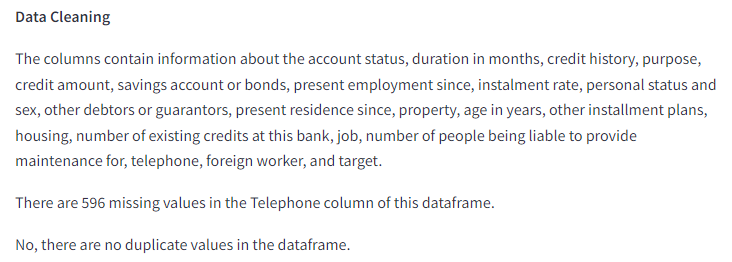 Data Cleaning
The columns contain information about the account status, duration in months, credit history, purpose,
credit amount, savings account or bonds, present employment since, instalment rate, personal status and
sex, other debtors or guarantors, present residence since, property, age in years, other installment plans,
housing, number of existing credits at this bank, job, number of people being liable to provide
maintenance for, telephone, foreign worker, and target.
There are 596 missing values in the Telephone column of this dataframe.
No, there are no duplicate values in the dataframe.